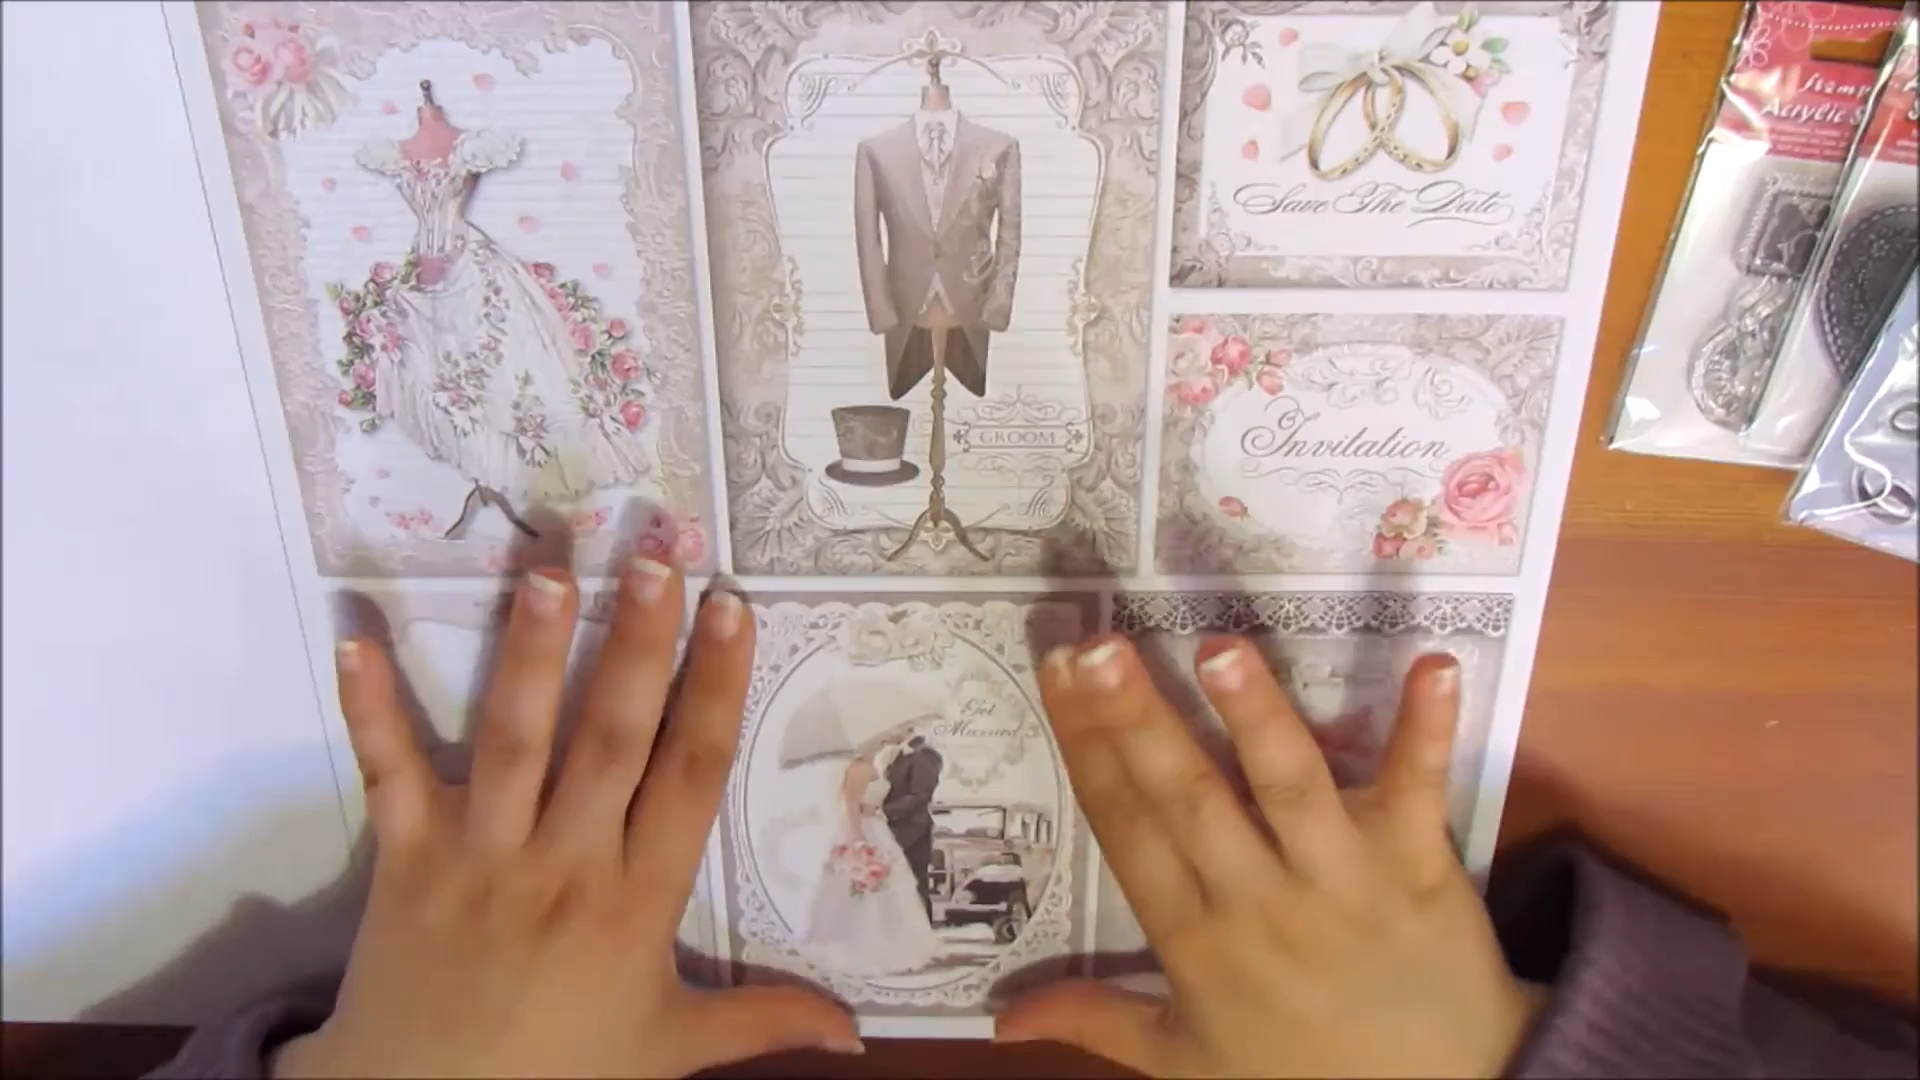 Save The Date
Invitation
GROOM
Get
Married
Acrylic